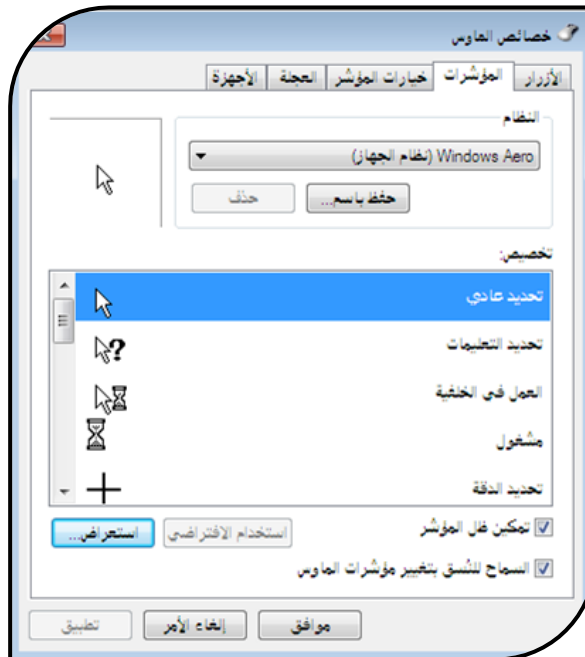 خصائص الماوس
الأزرار المؤشرات خيارات المؤشر العجلة الأجهزة
النظام
Windows Aero (نظام الجهاز)
حفظ باسم... حذف
تخصيص:
تحديد عادي
تحديد التعليمات
العمل في الخلفية
مشغول
تحديد الدقة
تمكين ظل المؤشر استخدام الافتراضي استعراض...
السماح للنُسق بتغيير مؤشرات الماوس
موافق إلغاء الأمر تطبيق